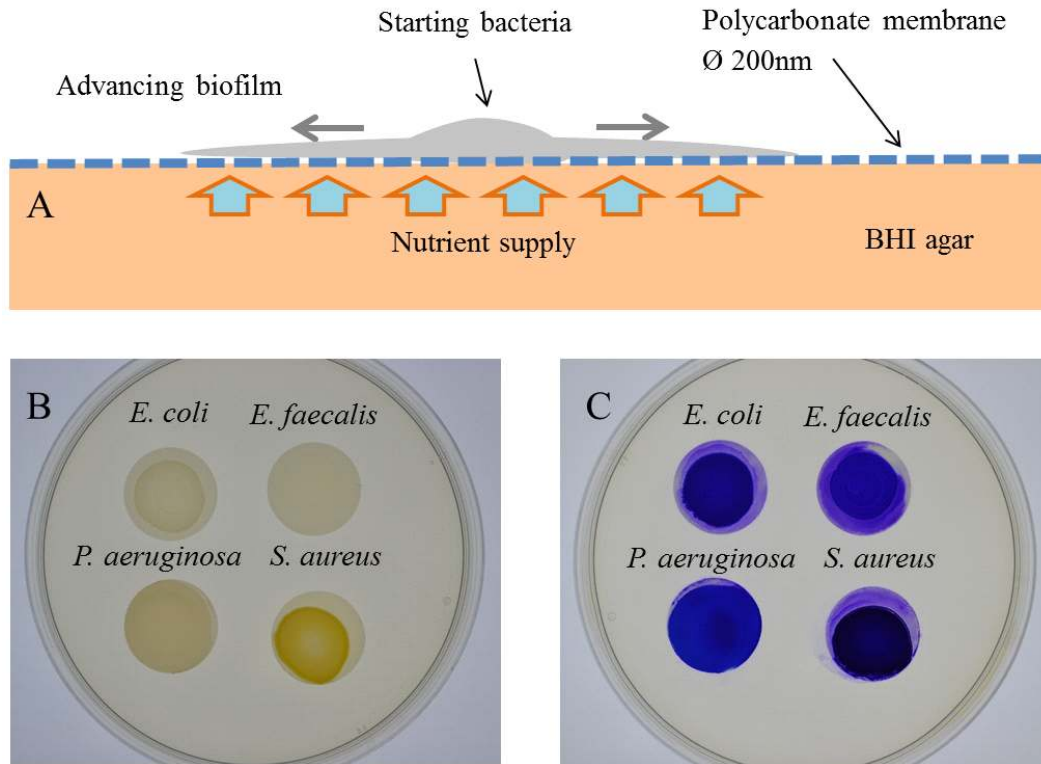 Starting bacteria
Polycarbonate membrane
Ø 200nm
Advancing biofilm
A
Nutrient supply
BHI agar
B
E. coli
E. faecalis
P. aeruginosa
S. aureus
C
E. coli
E. faecalis
P. aeruginosa
S. aureus